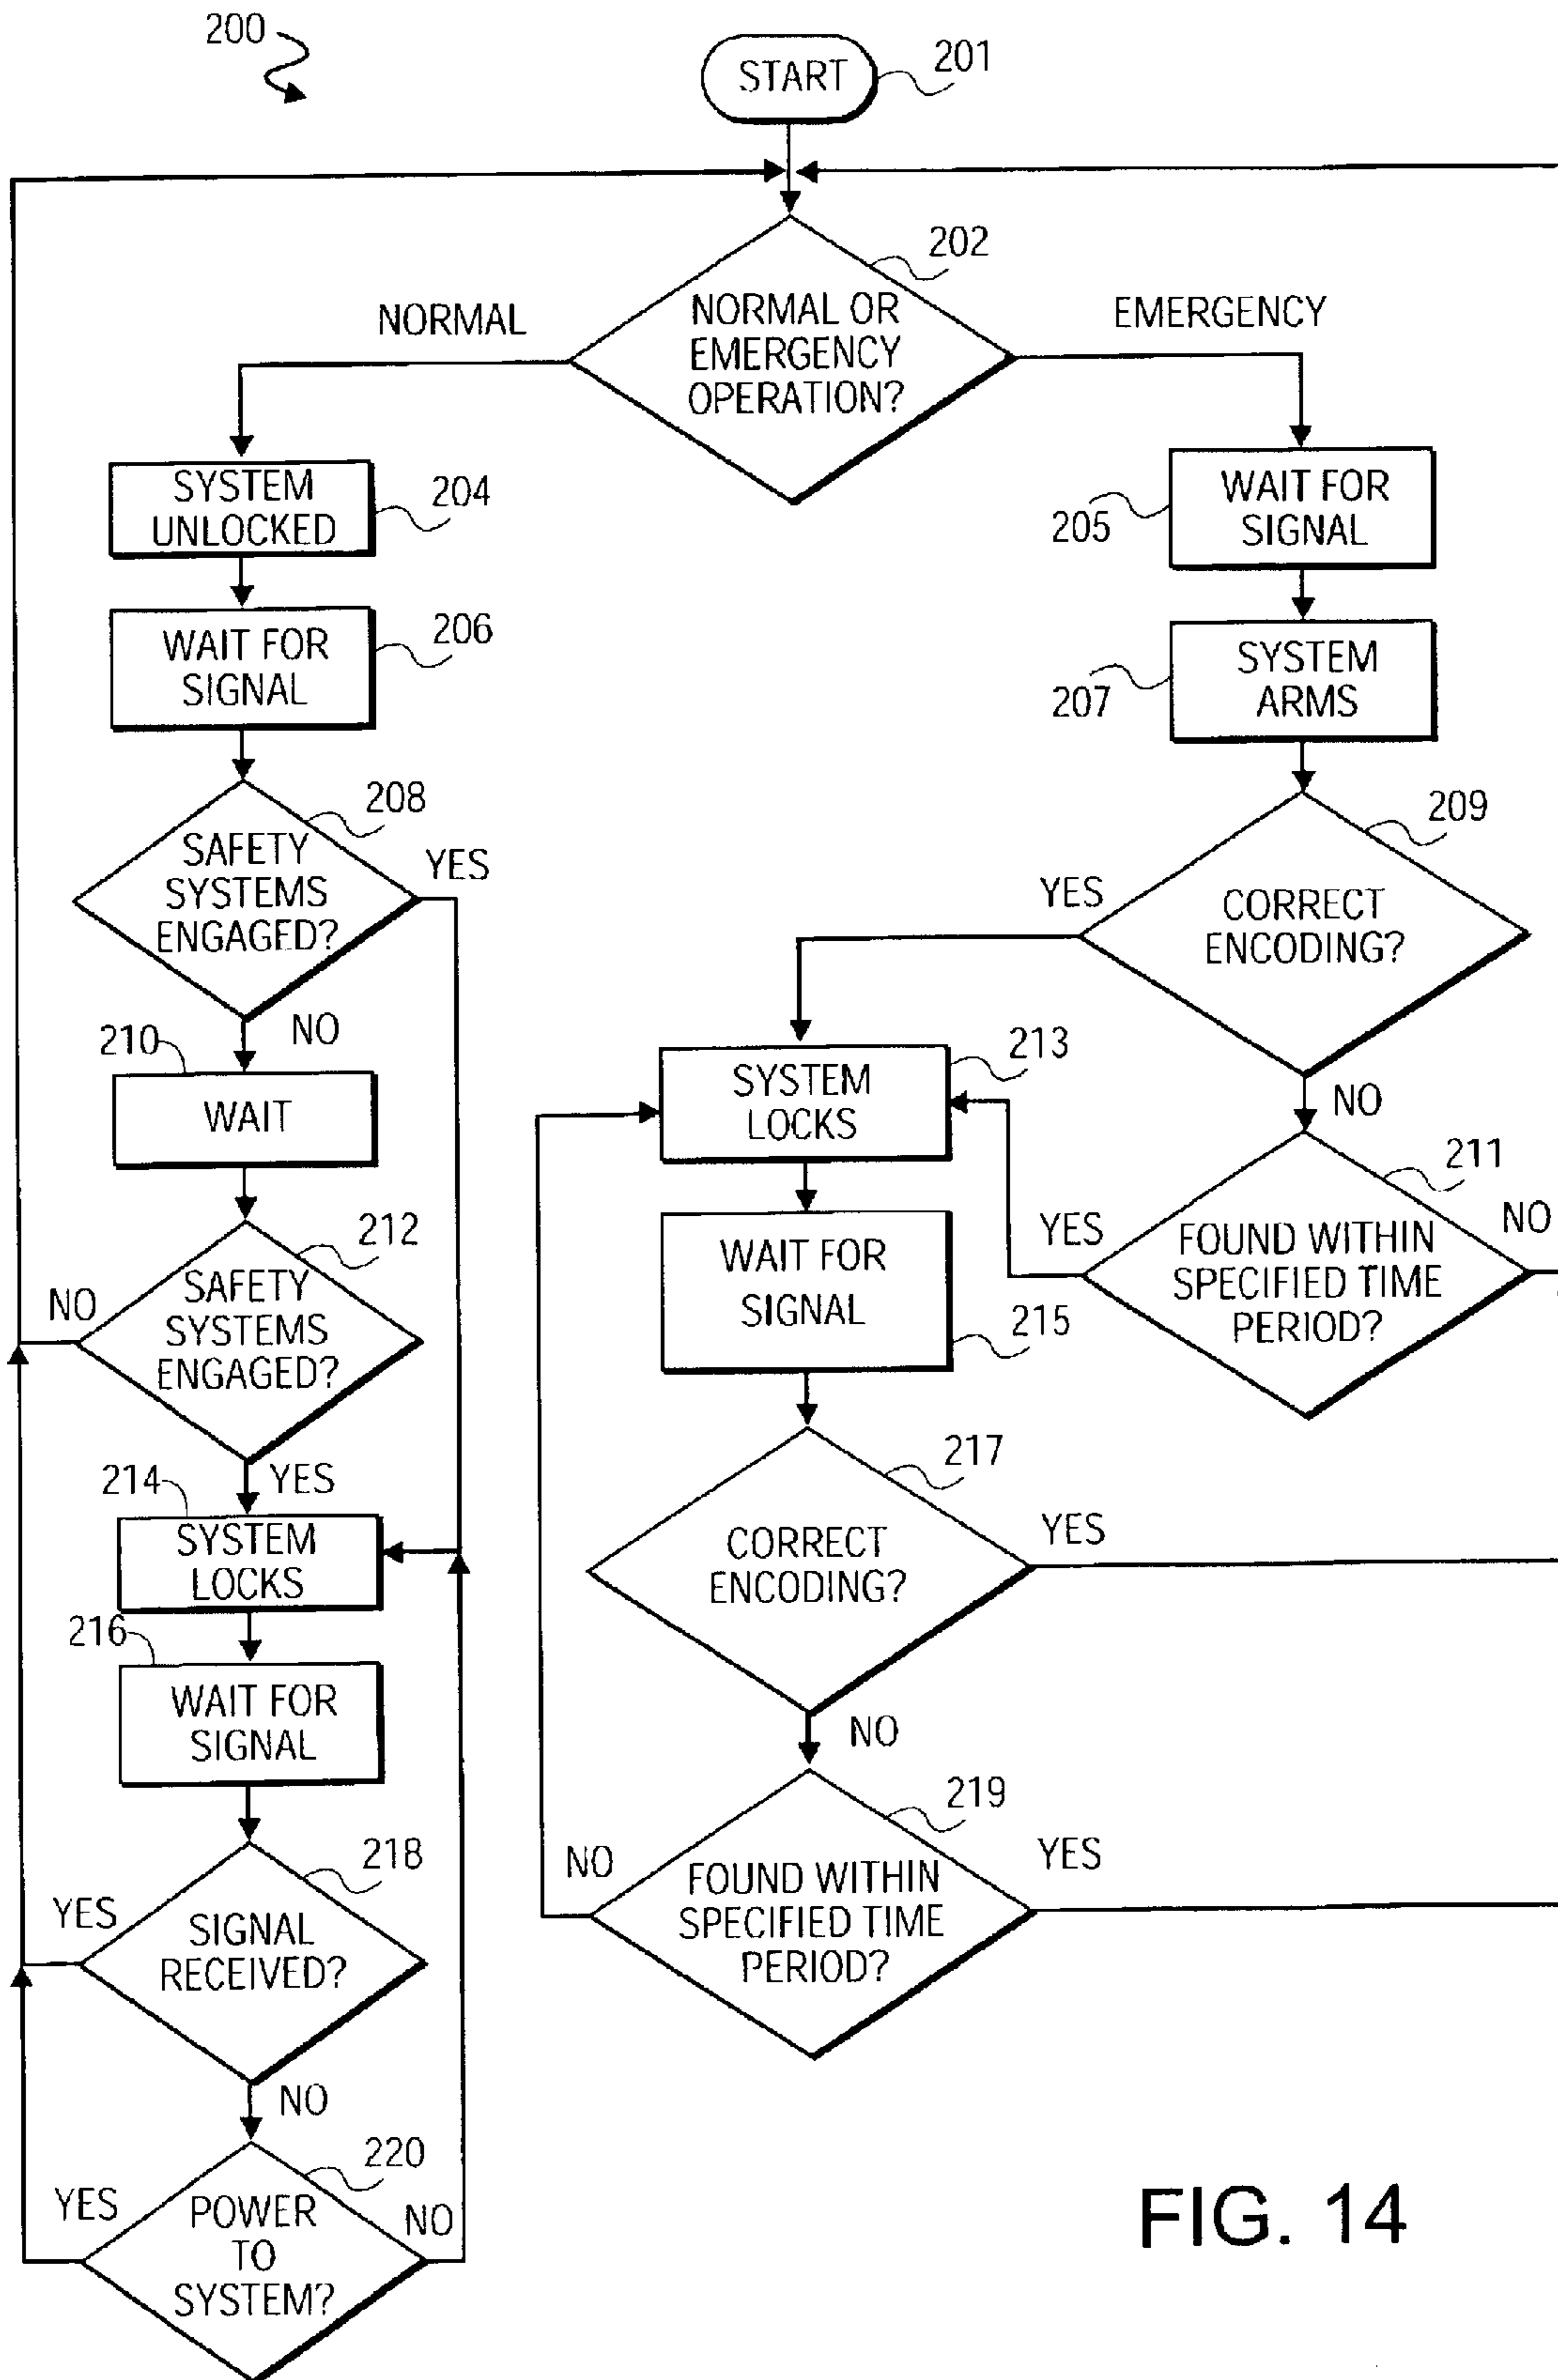 200
START
201
202
NORMAL OR
EMERGENCY
OPERATION?
NORMAL
EMERGENCY
SYSTEM
UNLOCKED
204
WAIT FOR
SIGNAL
205
WAIT FOR
SIGNAL
206
SYSTEM
ARMS
207
208
SAFETY
SYSTEMS
ENGAGED?
YES
NO
209
CORRECT
ENCODING?
YES
NO
210
WAIT
213
SYSTEM
LOCKS
211
FOUND WITHIN
SPECIFIED TIME
PERIOD?
YES
NO
212
SAFETY
SYSTEMS
ENGAGED?
NO
YES
WAIT FOR
SIGNAL
215
214
SYSTEM
LOCKS
217
CORRECT
ENCODING?
YES
NO
216
WAIT FOR
SIGNAL
218
SIGNAL
RECEIVED?
YES
NO
219
FOUND WITHIN
SPECIFIED TIME
PERIOD?
NO
YES
220
POWER
TO
SYSTEM?
YES
NO
FIG. 14